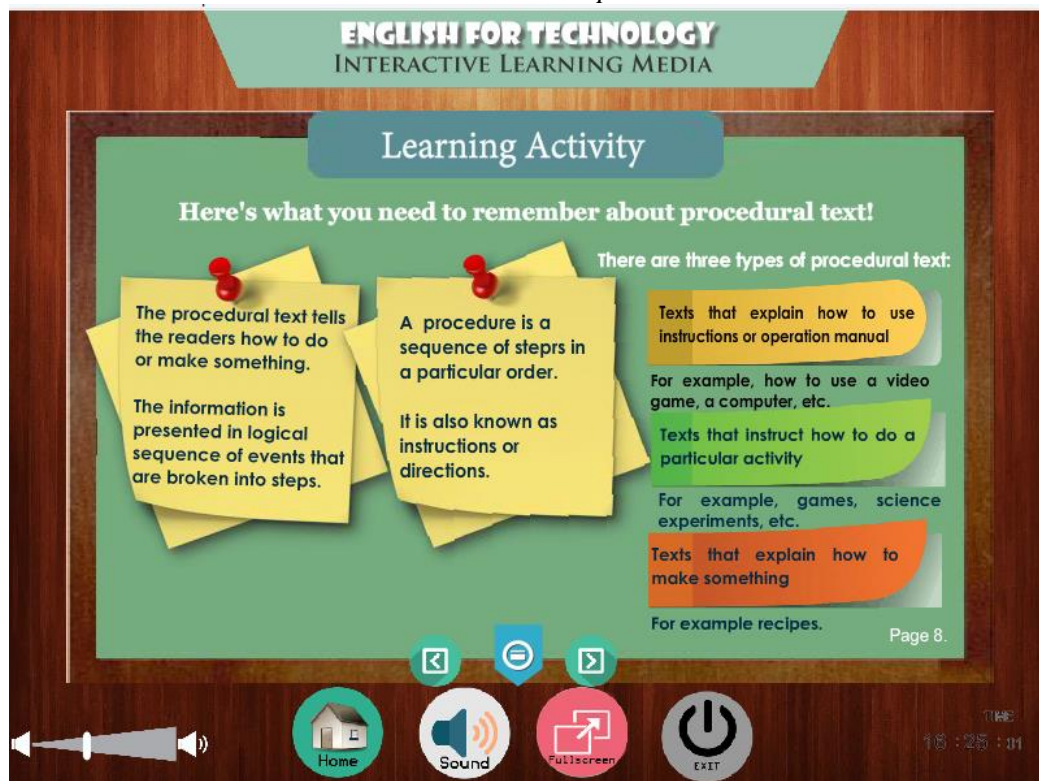 ENGLISH FOR TECHNOLOGY
INTERACTIVE LEARNING MEDIA
Learning Activity
Here's what you need to remember about procedural text!
The procedural text tells
the readers how to do
or make something.
The information is
presented in logical
sequence of events that
are broken into steps.
A procedure is a
sequence of steprs in
a particular order.
It is also known as
instructions or
directions.
There are three types of procedural text:
Texts that explain how to use
instructions or operation manual
For example, how to use a video
game, a computer, etc.
Texts that instruct how to do a
particular activity
For example, games, science
experiments, etc.
Texts that explain how to
make something
For example recipes.
Page 8.
Home
Sound
Fullscreen
EXIT
TIME